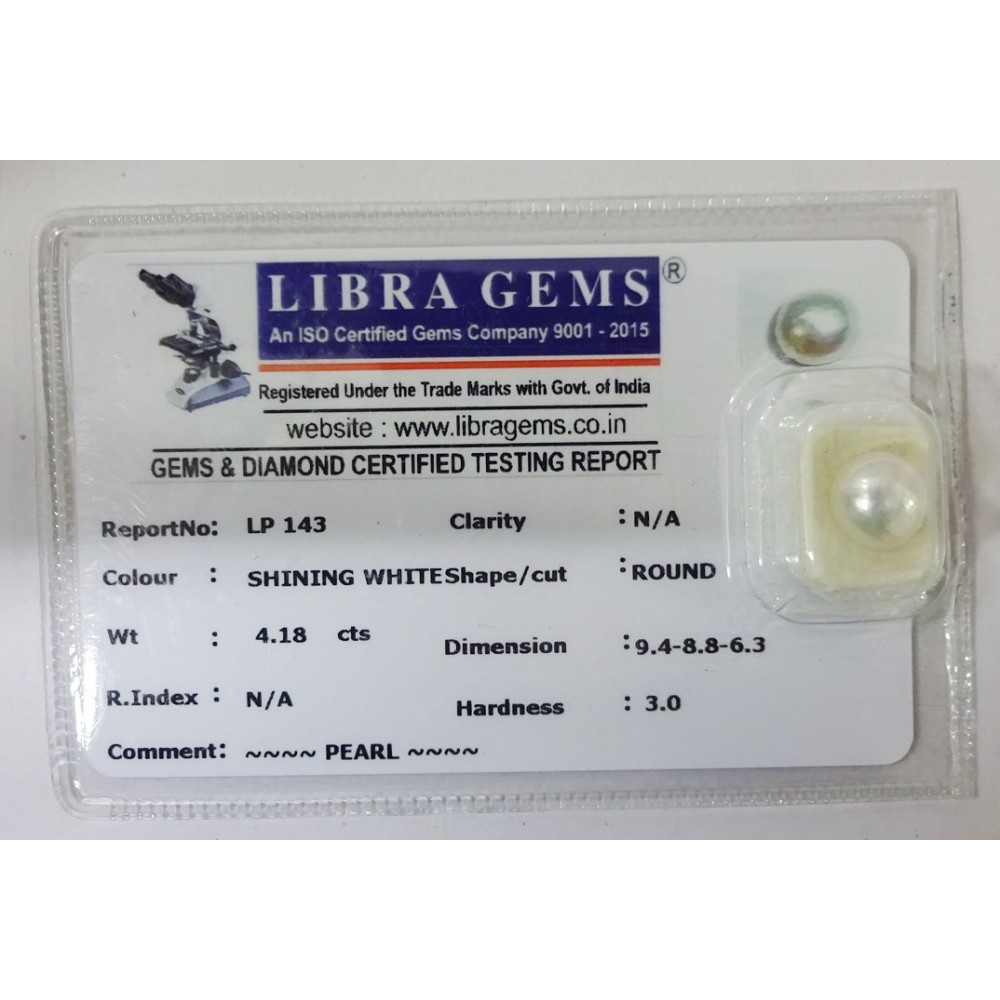 LIBRA GEMS ®
An ISO Certified Gems Company 9001 - 2015
Registered Under the Trade Marks with Govt. of India
website : www.libragems.co.in
GEMS & DIAMOND CERTIFIED TESTING REPORT
ReportNo: LP 143 Clarity : N/A
Colour : SHINING WHITE Shape/cut : ROUND
Wt : 4.18 cts Dimension : 9.4-8.8-6.3
R.Index : N/A Hardness : 3.0
Comment: ~~~~ PEARL ~~~~